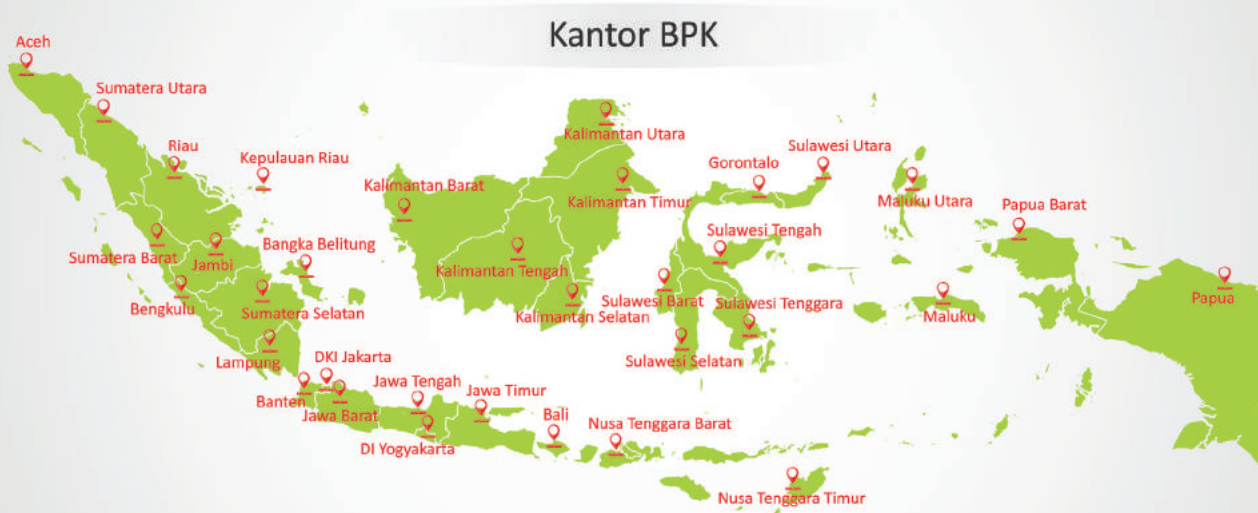 Kantor BPK
Aceh
Sumatera Utara
Riau
Kepulauan Riau
Kalimantan Utara
Kalimantan Barat
Kalimantan Timur
Gorontalo
Sulawesi Utara
Maluku Utara
Papua Barat
Sumatera Barat
Jambi
Bangka Belitung
Kalimantan Tengah
Sulawesi Tengah
Bengkulu
Sumatera Selatan
Kalimantan Selatan
Sulawesi Barat
Sulawesi Tenggara
Maluku
Papua
Lampung
DKI Jakarta
Sulawesi Selatan
Banten
Jawa Barat
Jawa Tengah
Jawa Timur
DI Yogyakarta
Bali
Nusa Tenggara Barat
Nusa Tenggara Timur